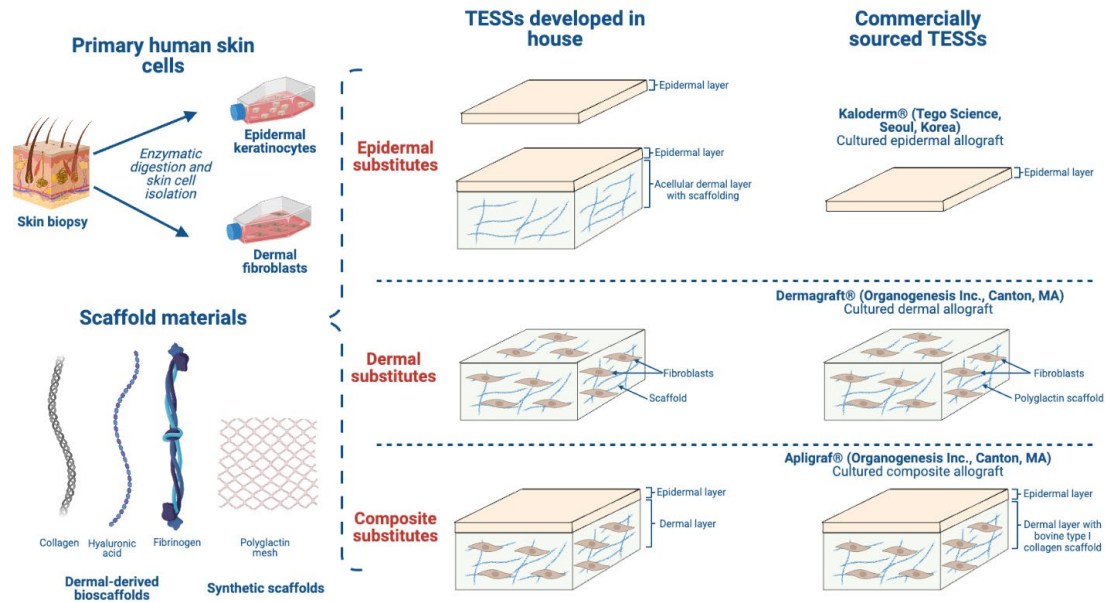 Primary human skin
cells
Skin biopsy
Enzymatic
digestion and
skin cell
isolation
Epidermal
keratinocytes
Dermal
fibroblasts
Scaffold materials
Collagen
Hyaluronic
acid
Fibrinogen
Polyglactin
mesh
Dermal-derived
bioscaffolds
Synthetic scaffolds
TESSs developed in
house
Commercially
sourced TESSs
Epidermal
substitutes
Epidermal layer
Epidermal layer
Acellular dermal layer
with scaffolding
Kaloderm® (Tego Science,
Seoul, Korea)
Cultured epidermal allograft
Epidermal layer
Dermal
substitutes
Fibroblasts
Scaffold
Dermagraft® (Organogenesis Inc., Canton, MA)
Cultured dermal allograft
Fibroblasts
Polyglactin scaffold
Composite
substitutes
Epidermal layer
Dermal layer
Apligraf® (Organogenesis Inc., Canton, MA)
Cultured composite allograft
Epidermal layer
Dermal layer with
bovine type I
collagen scaffold